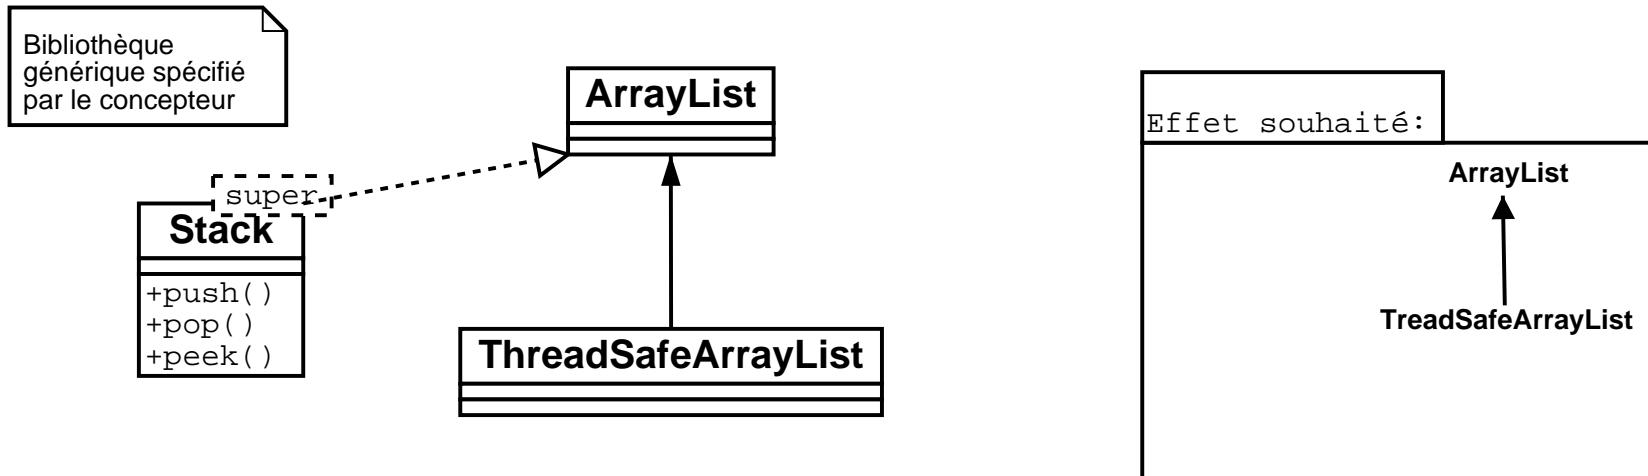 Bibliothèque
générique spécifié
par le concepteur
ArrayList
super
Stack
+push()
+pop()
+peek()
ThreadSafeArrayList
Effet souhaité:
ArrayList
TreadSafeArrayList